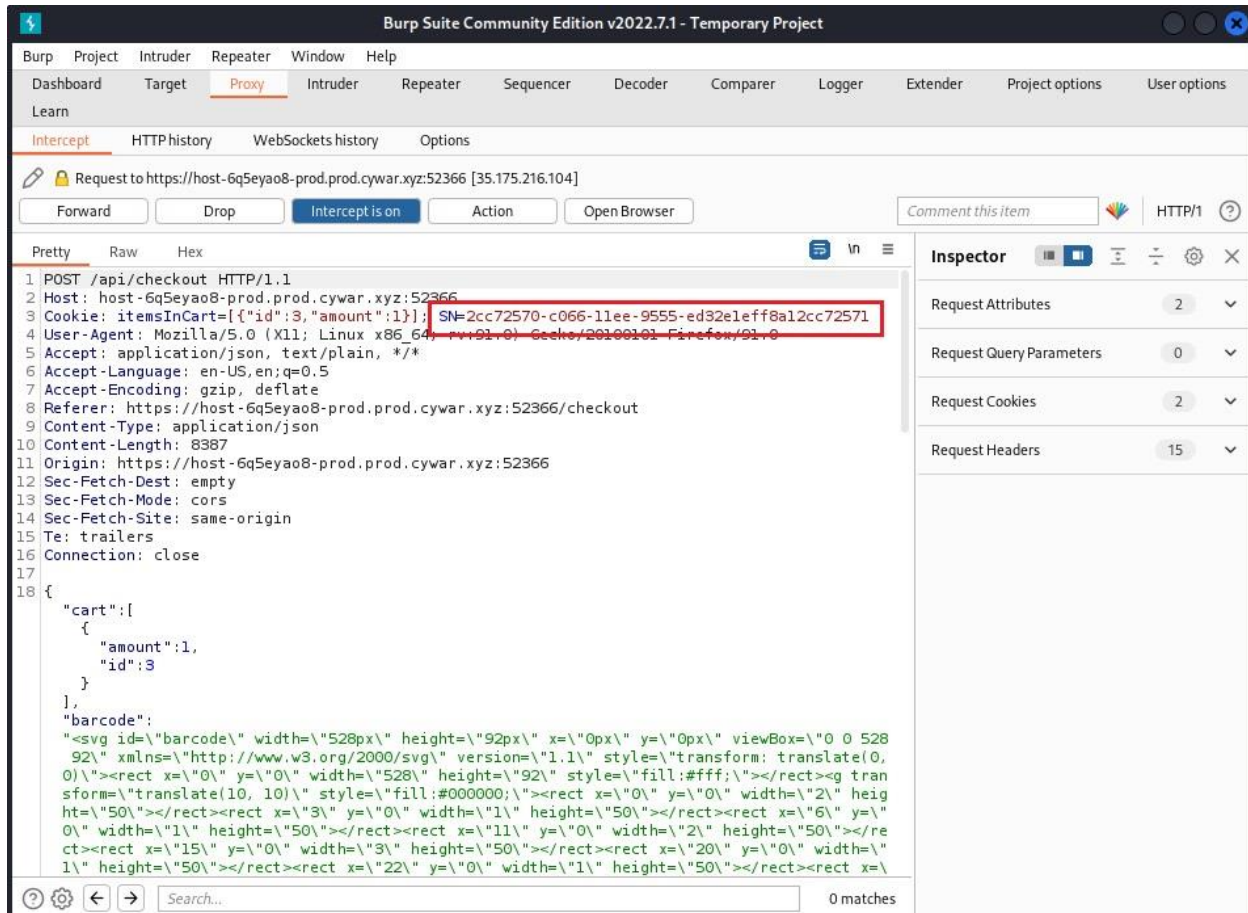 Burp Suite Community Edition v2022.7.1 - Temporary Project
Burp Project Intruder Repeater Window Help
Dashboard Target Proxy Intruder Repeater Sequencer Decoder Comparer Logger Extender Project options User options
Learn
Intercept HTTP history WebSockets history Options
Request to https://host-6q5eyao8-prod.prod.cywar.xyz:52366 [35.175.216.104]
Forward Drop Intercept is on Action Open Browser Comment this item HTTP/1 ?
Pretty Raw Hex \n
Inspector
Request Attributes 2
Request Query Parameters 0
Request Cookies 2
Request Headers 15
1 POST /api/checkout HTTP/1.1
2 Host: host-6q5eyao8-prod.prod.cywar.xyz:52366
3 Cookie: itemsInCart=[{"id":3,"amount":1}]; SN=2cc72570-c066-11ee-9555-ed32e1eff8a12cc72571
4 User-Agent: Mozilla/5.0 (X11; Linux x86_64; rv:91.0) Gecko/20100101 Firefox/91.0
5 Accept: application/json, text/plain, */*
6 Accept-Language: en-US,en;q=0.5
7 Accept-Encoding: gzip, deflate
8 Referer: https://host-6q5eyao8-prod.prod.cywar.xyz:52366/checkout
9 Content-Type: application/json
10 Content-Length: 8387
11 Origin: https://host-6q5eyao8-prod.prod.cywar.xyz:52366
12 Sec-Fetch-Dest: empty
13 Sec-Fetch-Mode: cors
14 Sec-Fetch-Site: same-origin
15 Te: trailers
16 Connection: close
17
18 {
"cart":[
{
"amount":1,
"id":3
}
],
"barcode":
"<svg id=\"barcode\" width=\"528px\" height=\"92px\" x=\"0px\" y=\"0px\" viewBox=\"0 0 528
92\" xmlns=\"http://www.w3.org/2000/svg\" version=\"1.1\" style=\"transform: translate(0,
0)\"><rect x=\"0\" y=\"0\" width=\"528\" height=\"92\" style=\"fill:#fff;\"></rect><g tran
sform=\"translate(10, 10)\" style=\"fill:#000000;\"><rect x=\"0\" y=\"0\" width=\"2\" heig
ht=\"50\"></rect><rect x=\"3\" y=\"0\" width=\"1\" height=\"50\"></rect><rect x=\"6\" y=\"
0\" width=\"1\" height=\"50\"></rect><rect x=\"11\" y=\"0\" width=\"2\" height=\"50\"></re
ct><rect x=\"15\" y=\"0\" width=\"3\" height=\"50\"></rect><rect x=\"20\" y=\"0\" width=\"
1\" height=\"50\"></rect><rect x=\"22\" y=\"0\" width=\"1\" height=\"50\"></rect><rect x=\
? Search... 0 matches